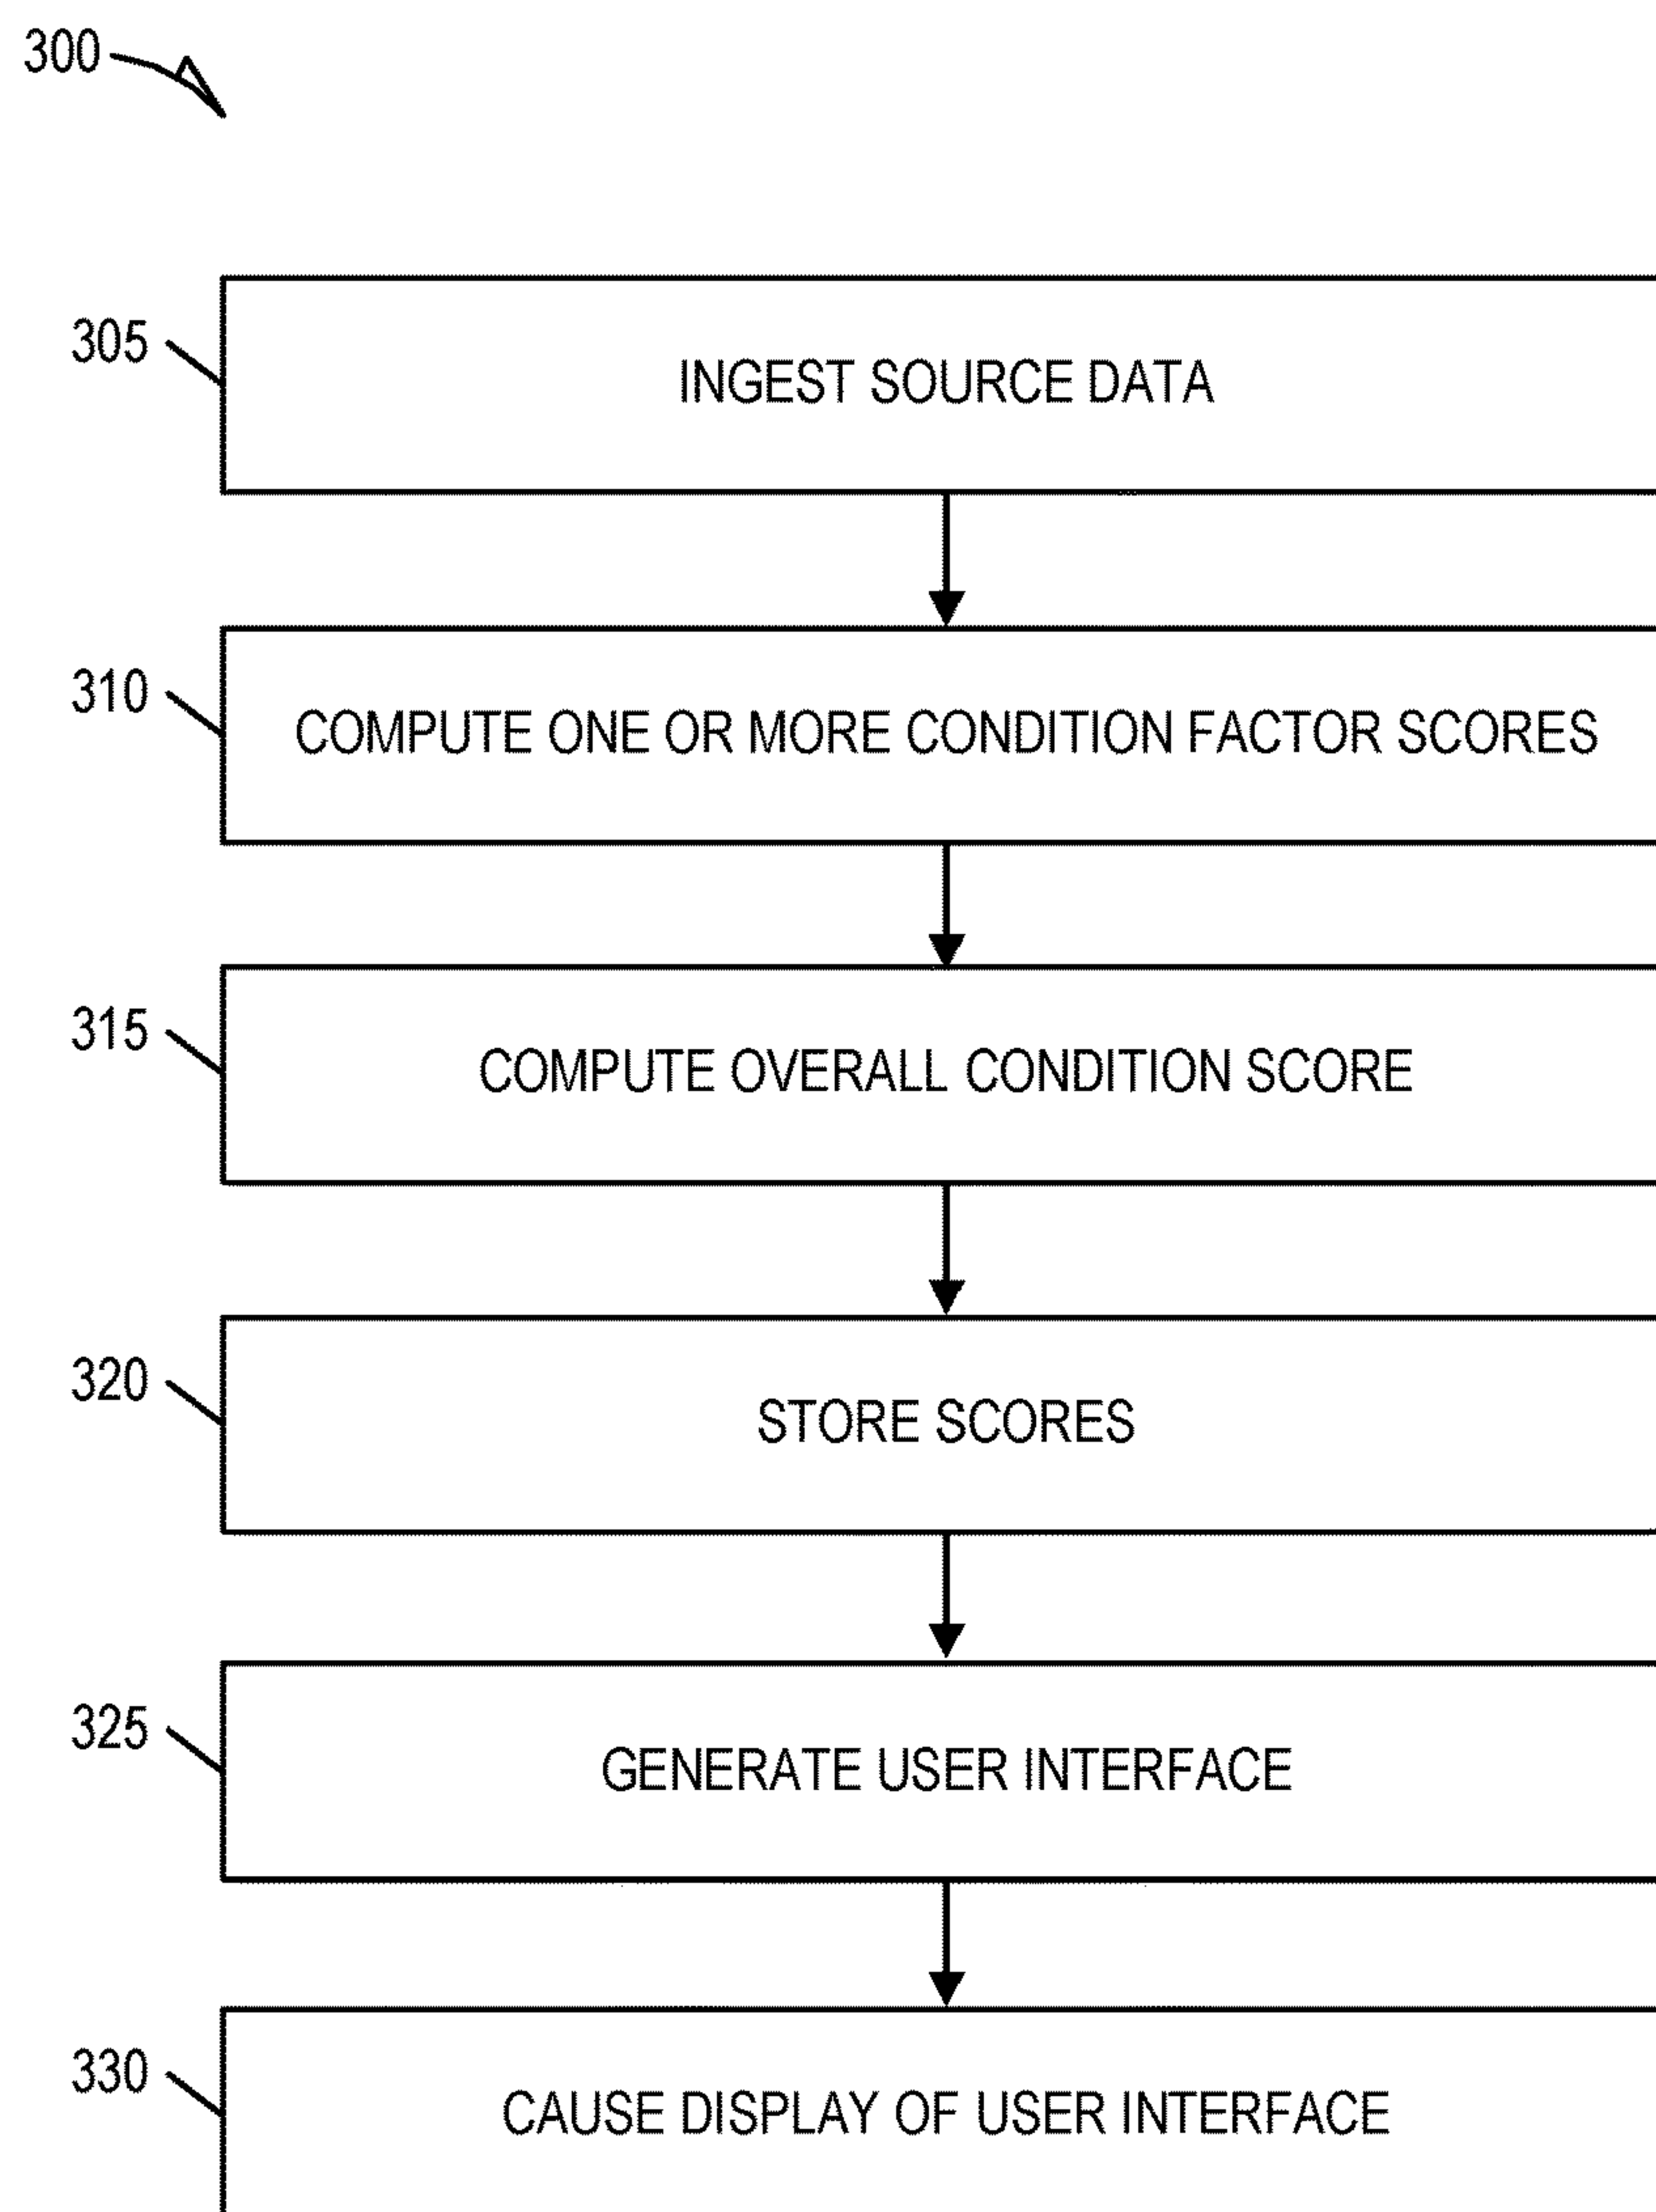 300
305
INGEST SOURCE DATA
310
COMPUTE ONE OR MORE CONDITION FACTOR SCORES
315
COMPUTE OVERALL CONDITION SCORE
320
STORE SCORES
325
GENERATE USER INTERFACE
330
CAUSE DISPLAY OF USER INTERFACE